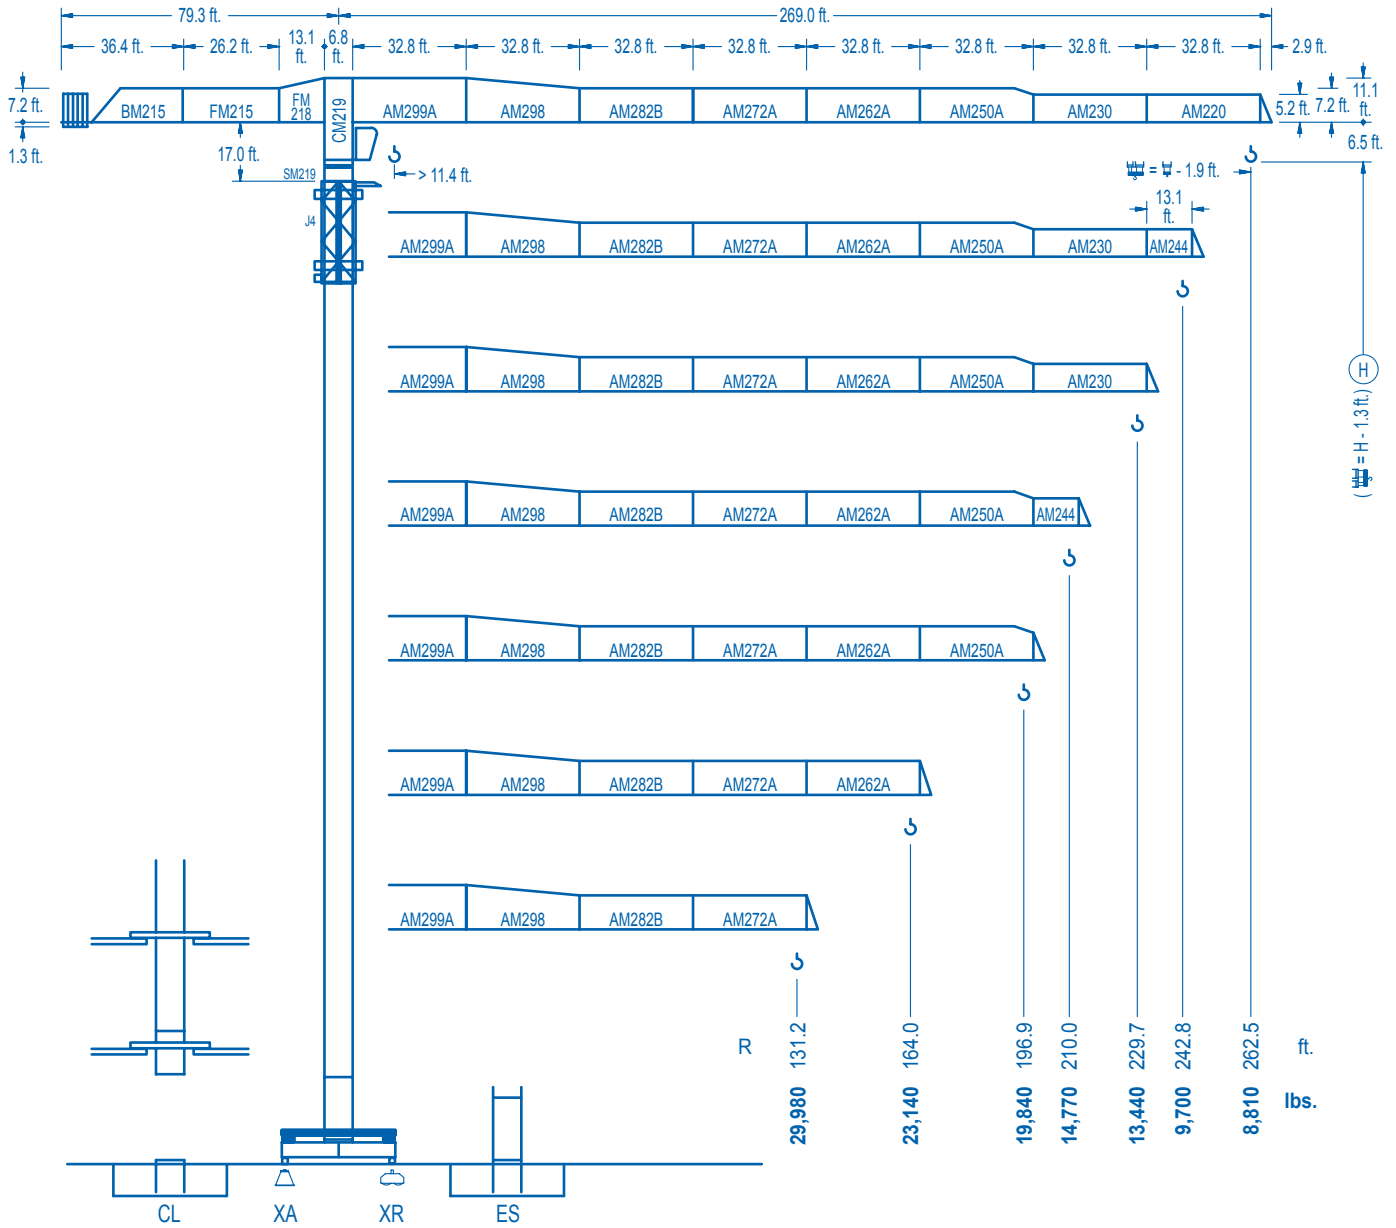 79.3 ft. 269.0 ft.
36.4 ft. 26.2 ft. 13.1 ft. 6.8 ft. 32.8 ft. 32.8 ft. 32.8 ft. 32.8 ft. 32.8 ft. 32.8 ft. 32.8 ft. 32.8 ft. 2.9 ft.
7.2 ft. BM215 FM215 FM 218 CM219 AM299A AM298 AM282B AM272A AM262A AM250A AM230 AM220 5.2 ft. 7.2 ft. 11.1 ft.
1.3 ft. 17.0 ft. 6.5 ft.
SM219 > 11.4 ft. = - 1.9 ft.
13.1 ft.
J4
AM299A AM298 AM282B AM272A AM262A AM250A AM230 AM244
H
( = H - 1.3 ft.)
AM299A AM298 AM282B AM272A AM262A AM250A AM230
AM299A AM298 AM282B AM272A AM262A AM250A AM244
AM299A AM298 AM282B AM272A AM262A AM250A
AM299A AM298 AM282B AM272A AM262A
AM299A AM298 AM282B AM272A
R 131.2 164.0 196.9 210.0 229.7 242.8 262.5 ft.
29,980 23,140 19,840 14,770 13,440 9,700 8,810 lbs.
CL XA XR ES